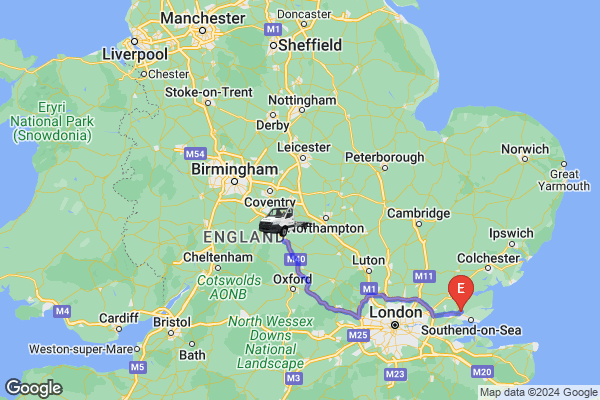 Doncaster
Manchester
M1
Liverpool
Sheffield
Chester
Eryri
National Park
(Snowdonia)
Stoke-on-Trent
Nottingham
Derby
M54
Leicester
Peterborough
Norwich
Birmingham
Great
Yarmouth
Coventry
Cambridge
Northampton
ENGLAND
Ipswich
M40
Luton
M11
Colchester
Cheltenham
Cotswolds
AONB
Oxford
M1
E
M4
Cardiff
Bristol
North Wessex
Downs
National
Landscape
London
M25
Southend-on-Sea
Weston-super-Mare
Bath
M5
M3
M23
M20
Google
Google
Map data ©2024 Google